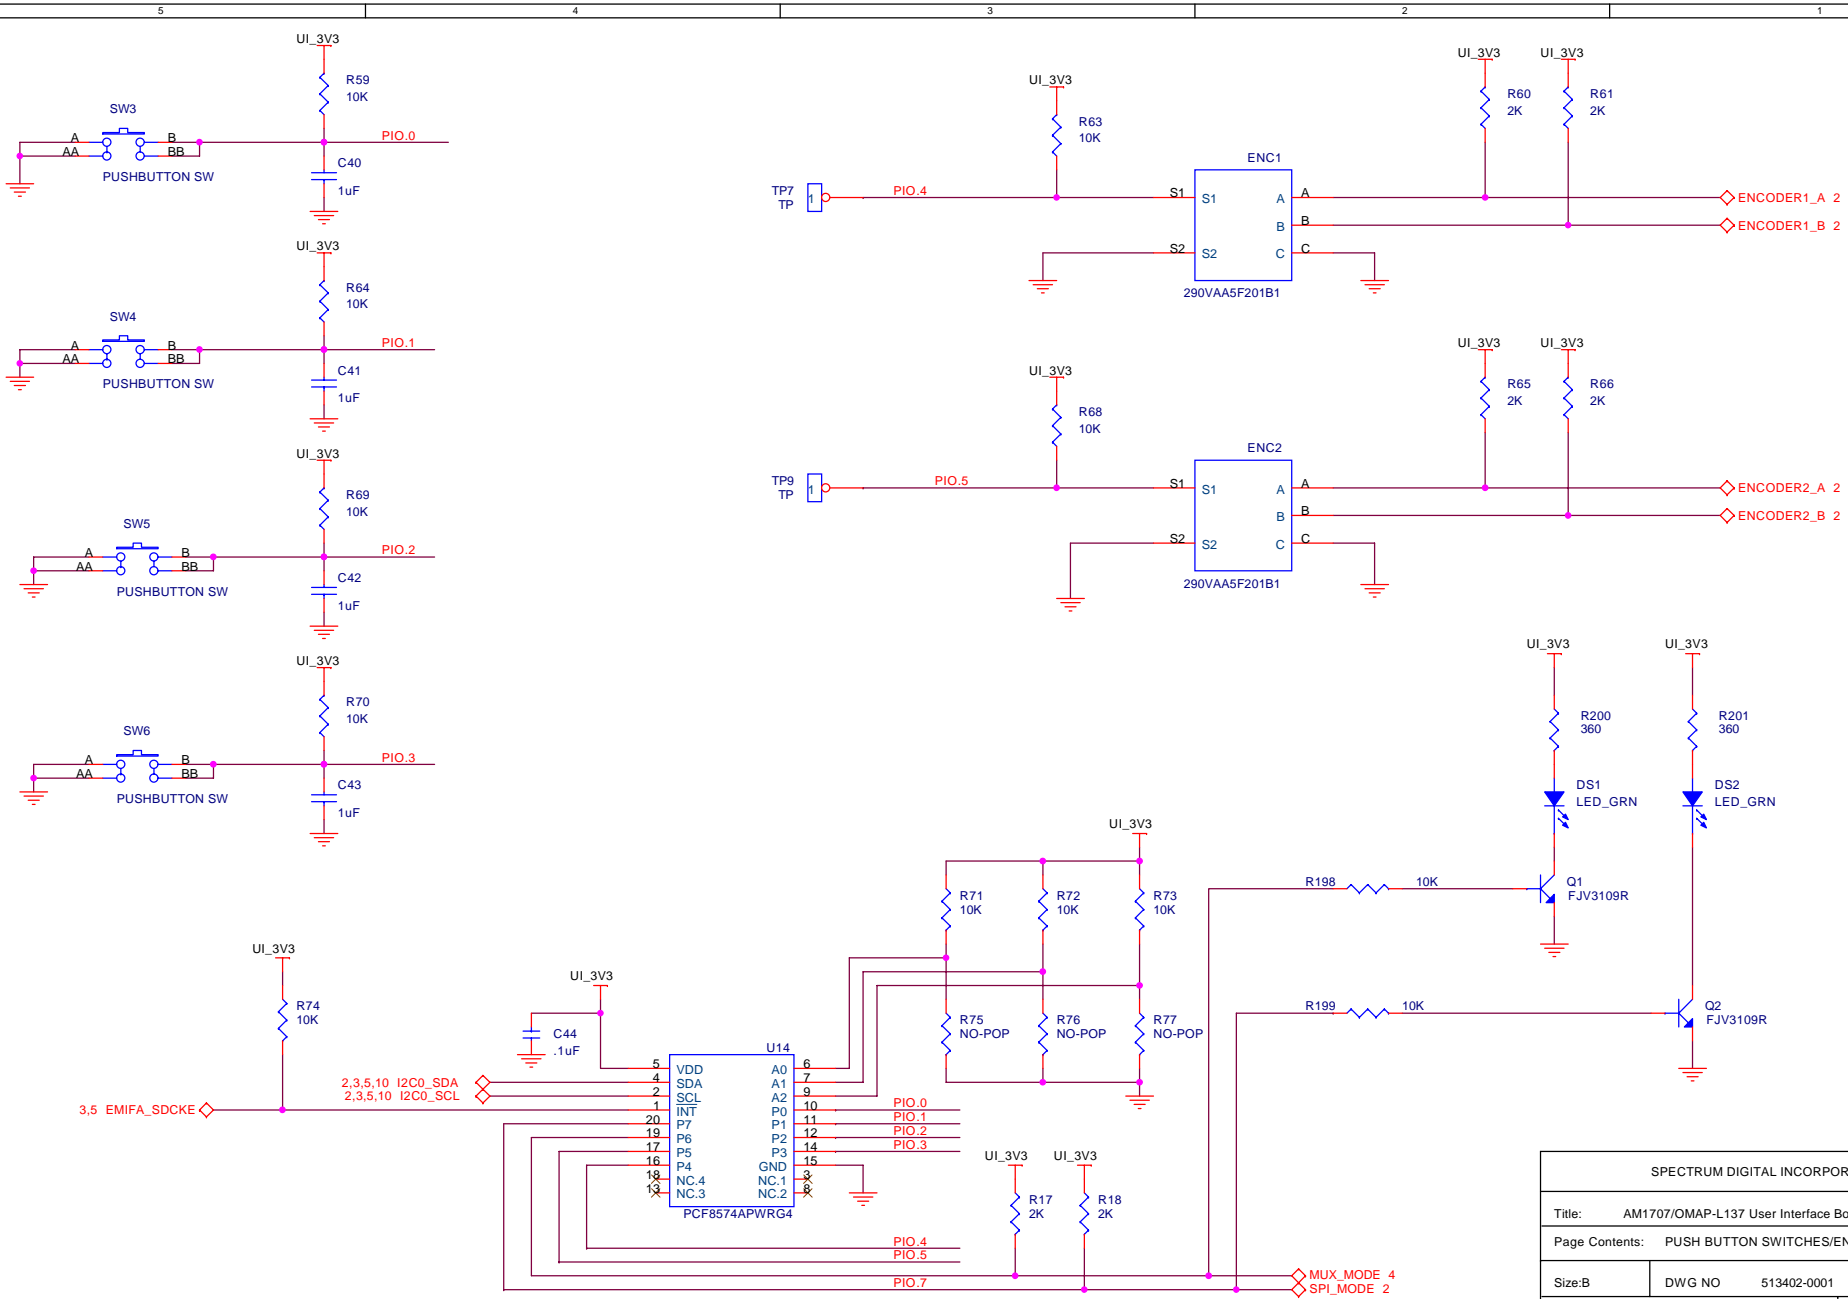 5 4 3 2 1
UI_3V3
R59
10K
SW3
A B
AA BB
PUSHBUTTON SW
PIO.0
C40
1uF
UI_3V3
R64
10K
SW4
A B
AA BB
PUSHBUTTON SW
PIO.1
C41
1uF
UI_3V3
R69
10K
SW5
A B
AA BB
PUSHBUTTON SW
PIO.2
C42
1uF
UI_3V3
R70
10K
SW6
A B
AA BB
PUSHBUTTON SW
PIO.3
C43
1uF
UI_3V3
R63
10K
TP7
TP
1
PIO.4
ENC1
S1 S1 A A
B B
S2 S2 C C
290VAA5F201B1
UI_3V3 UI_3V3
R60
2K
R61
2K
ENCODER1_A 2
ENCODER1_B 2
UI_3V3
R68
10K
TP9
TP
1
PIO.5
ENC2
S1 S1 A A
B B
S2 S2 C C
290VAA5F201B1
UI_3V3 UI_3V3
R65
2K
R66
2K
ENCODER2_A 2
ENCODER2_B 2
UI_3V3 UI_3V3
R200
360
R201
360
DS1
LED_GRN
DS2
LED_GRN
R198 10K
Q1
FJV3109R
R199 10K
Q2
FJV3109R
UI_3V3
R71
10K
R72
10K
R73
10K
R75
NO-POP
R76
NO-POP
R77
NO-POP
UI_3V3
R74
10K
UI_3V3
C44
.1uF
2,3,5,10 I2C0_SDA
2,3,5,10 I2C0_SCL
3,5 EMIFA_SDCKE
U14
5 VDD A0 6
4 SDA A1 7
2 SCL A2 9
1 INT P0 10 PIO.0
20 P7 P1 11 PIO.1
19 P6 P2 12 PIO.2
17 P5 P3 14 PIO.3
16 P4 GND 15
18 NC.4 NC.1 3
13 NC.3 NC.2 8
PCF8574APWRG4
UI_3V3 UI_3V3
R17
2K
R18
2K
PIO.4
PIO.5
PIO.7
MUX_MODE 4
SPI_MODE 2
SPECTRUM DIGITAL INCORPOR
Title: AM1707/OMAP-L137 User Interface Bo
Page Contents: PUSH BUTTON SWITCHES/EN
Size:B DWG NO 513402-0001